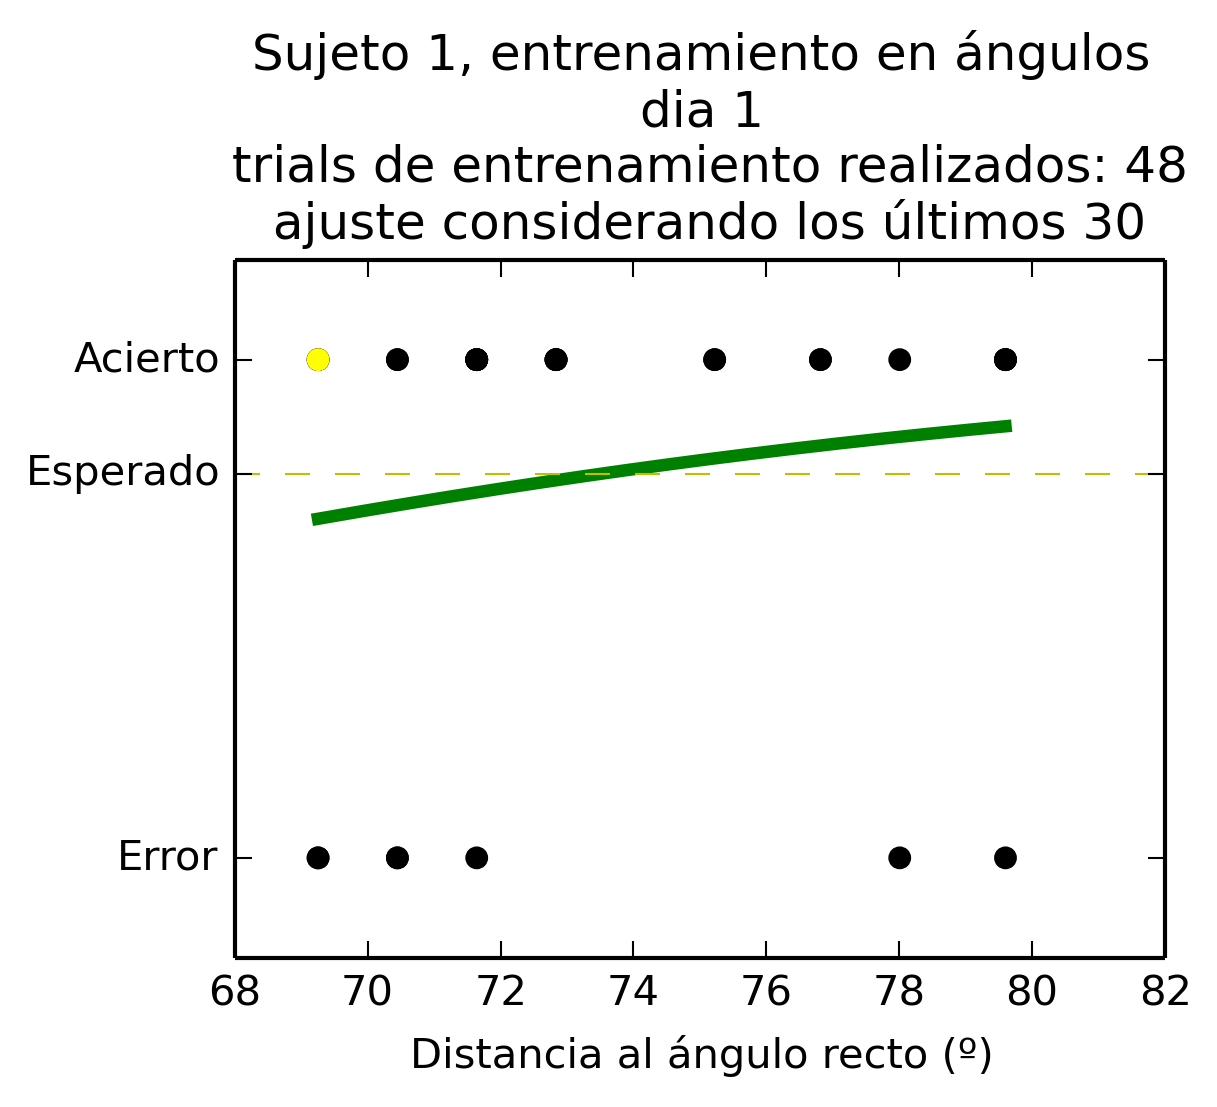 Sujeto 1, entrenamiento en ángulos
dia 1
trials de entrenamiento realizados: 48
ajuste considerando los últimos 30
Acierto
Esperado
Error
68 70 72 74 76 78 80 82
Distancia al ángulo recto (º)